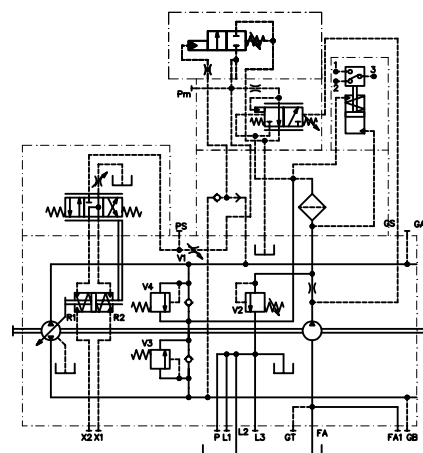 1 3
2
Pm
PS
GS GA
V1
V4
R1 R2
V2
V3
X2 X1
P L1 L2 L3 GT FA FA1 GB